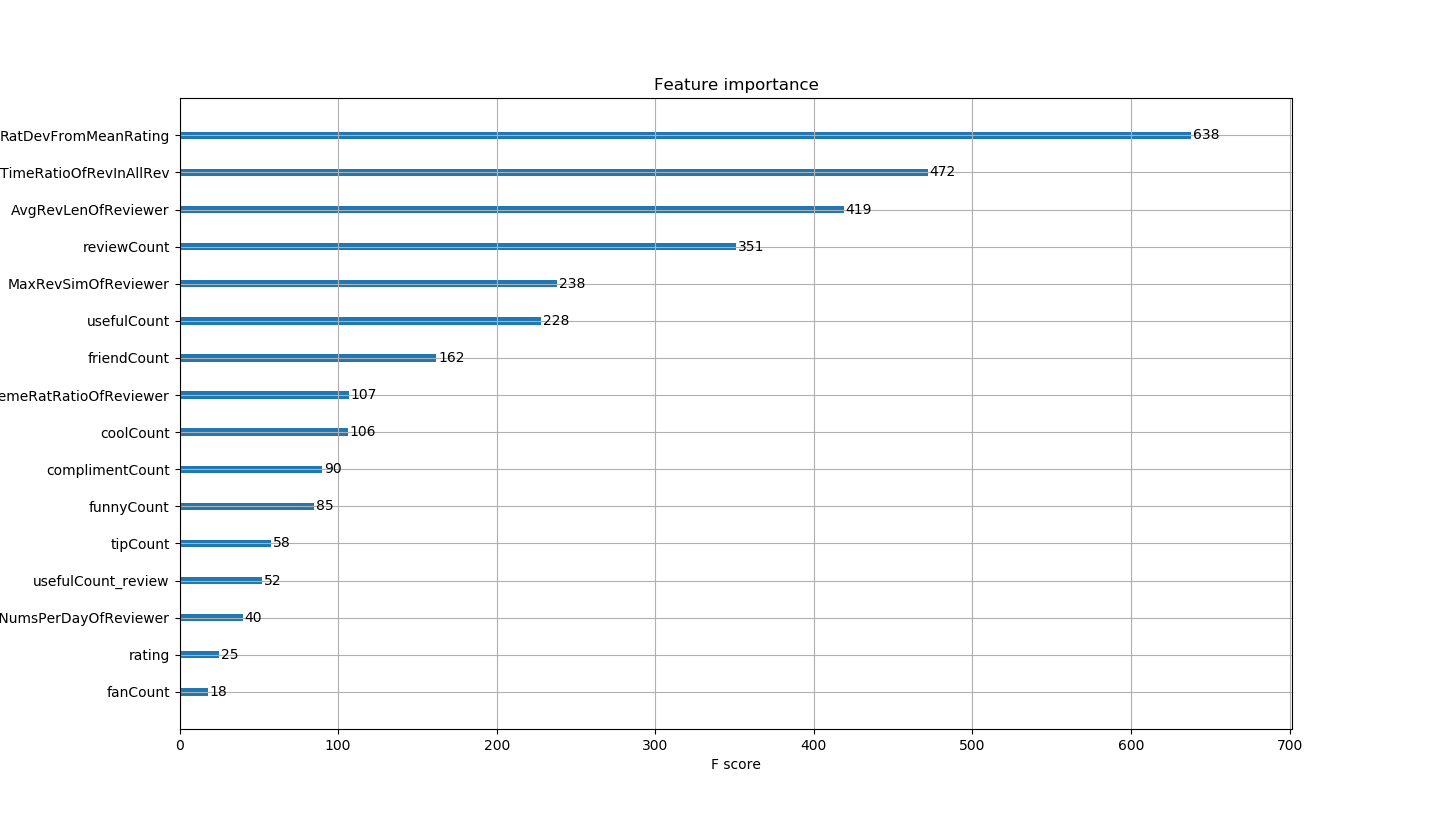 Feature importance
RatDevFromMeanRating
638
TimeRatioOfRevInAllRev
472
AvgRevLenOfReviewer
419
reviewCount
351
MaxRevSimOfReviewer
238
usefulCount
228
friendCount
162
emeRatRatioOfReviewer
107
coolCount
106
complimentCount
90
funnyCount
85
tipCount
58
usefulCount_review
52
NumsPerDayOfReviewer
40
rating
25
fanCount
18
0 100 200 300 400 500 600 700
F score